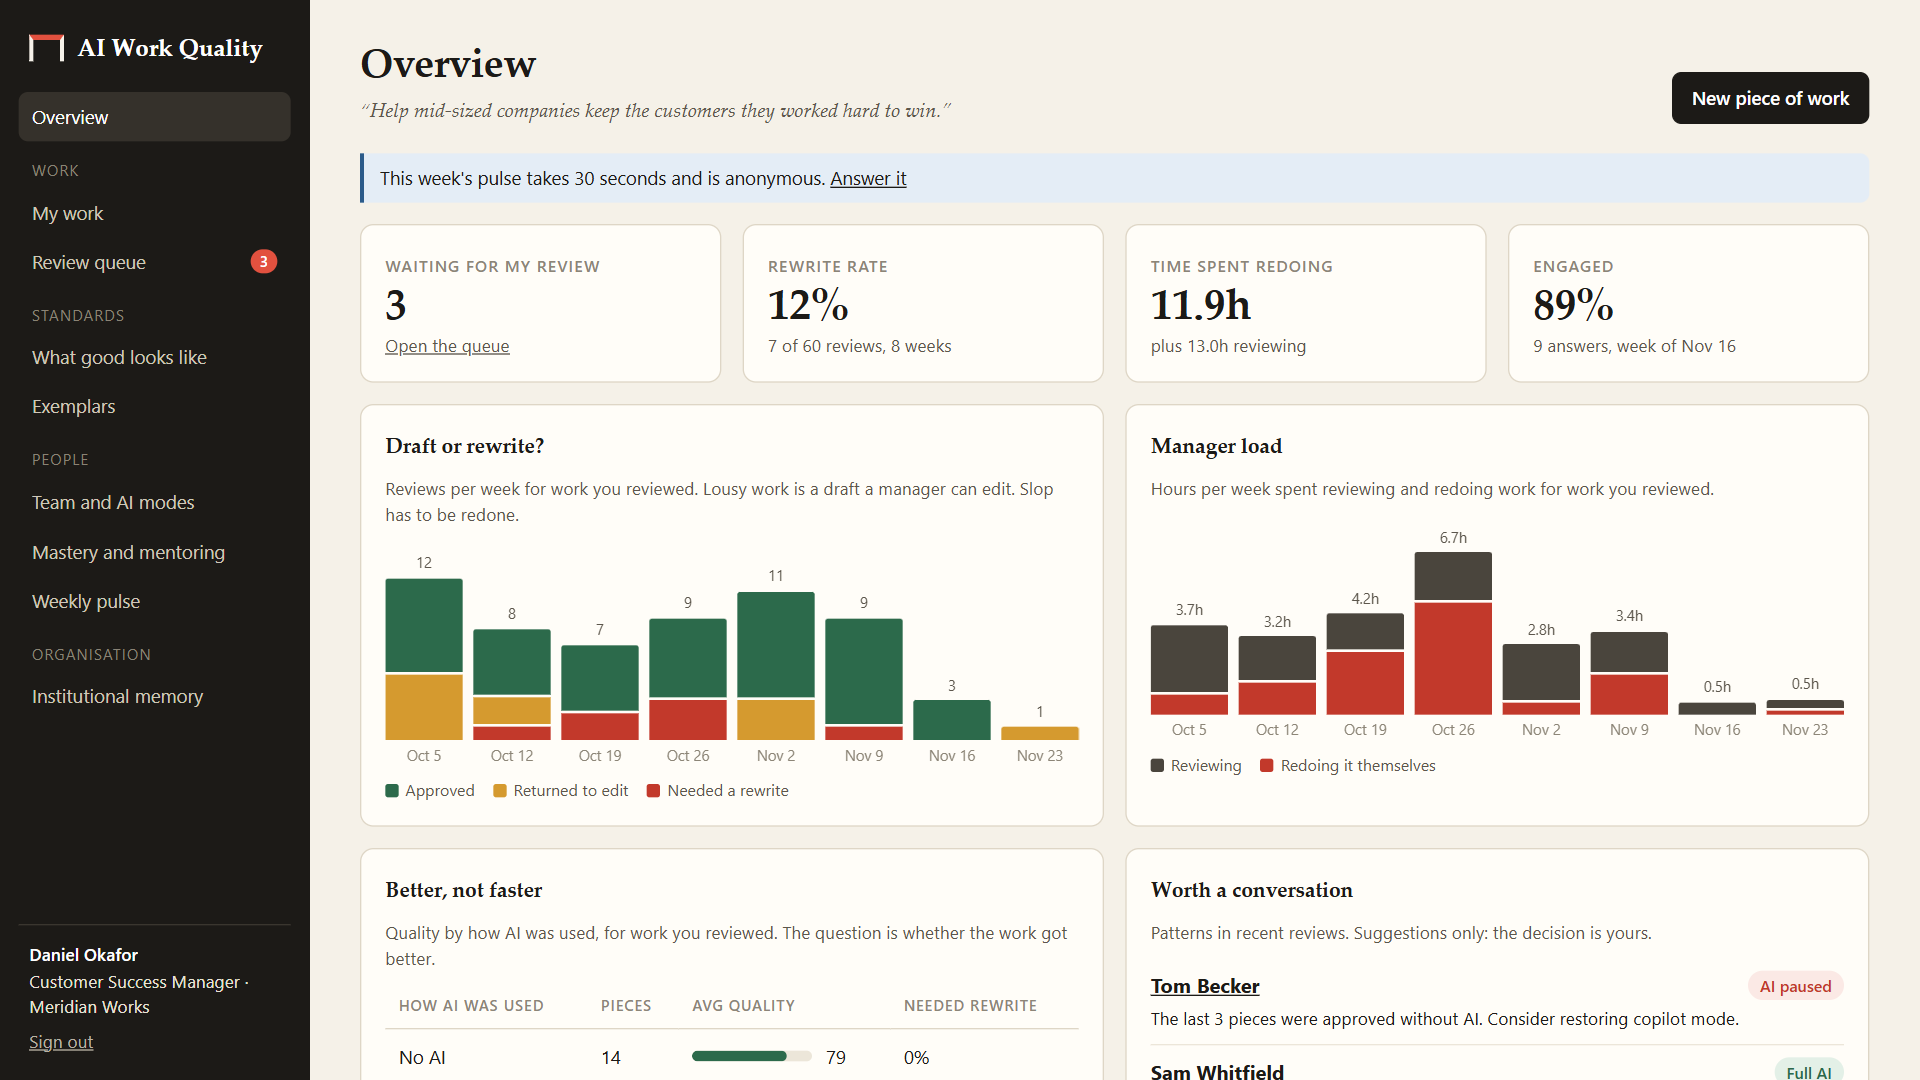 AI Work Quality
Overview
WORK
My work
Review queue
3
STANDARDS
What good looks like
Exemplars
PEOPLE
Team and AI modes
Mastery and mentoring
Weekly pulse
ORGANISATION
Institutional memory
Daniel Okafor
Customer Success Manager ·
Meridian Works
Sign out
Overview
“Help mid-sized companies keep the customers they worked hard to win.”
New piece of work
This week's pulse takes 30 seconds and is anonymous. Answer it
WAITING FOR MY REVIEW
3
Open the queue
REWRITE RATE
12%
7 of 60 reviews, 8 weeks
TIME SPENT REDOING
11.9h
plus 13.0h reviewing
ENGAGED
89%
9 answers, week of Nov 16
Draft or rewrite?
Reviews per week for work you reviewed. Lousy work is a draft a manager can edit. Slop
has to be redone.
12
8
7
9
11
9
3
1
Oct 5
Oct 12
Oct 19
Oct 26
Nov 2
Nov 9
Nov 16
Nov 23
Approved
Returned to edit
Needed a rewrite
Manager load
Hours per week spent reviewing and redoing work for work you reviewed.
3.7h
3.2h
4.2h
6.7h
2.8h
3.4h
0.5h
0.5h
Oct 5
Oct 12
Oct 19
Oct 26
Nov 2
Nov 9
Nov 16
Nov 23
Reviewing
Redoing it themselves
Better, not faster
Quality by how AI was used, for work you reviewed. The question is whether the work got
better.
HOW AI WAS USED
PIECES
AVG QUALITY
NEEDED REWRITE
No AI
14
79
0%
Worth a conversation
Patterns in recent reviews. Suggestions only: the decision is yours.
Tom Becker
AI paused
The last 3 pieces were approved without AI. Consider restoring copilot mode.
Sam Whitfield
Full AI